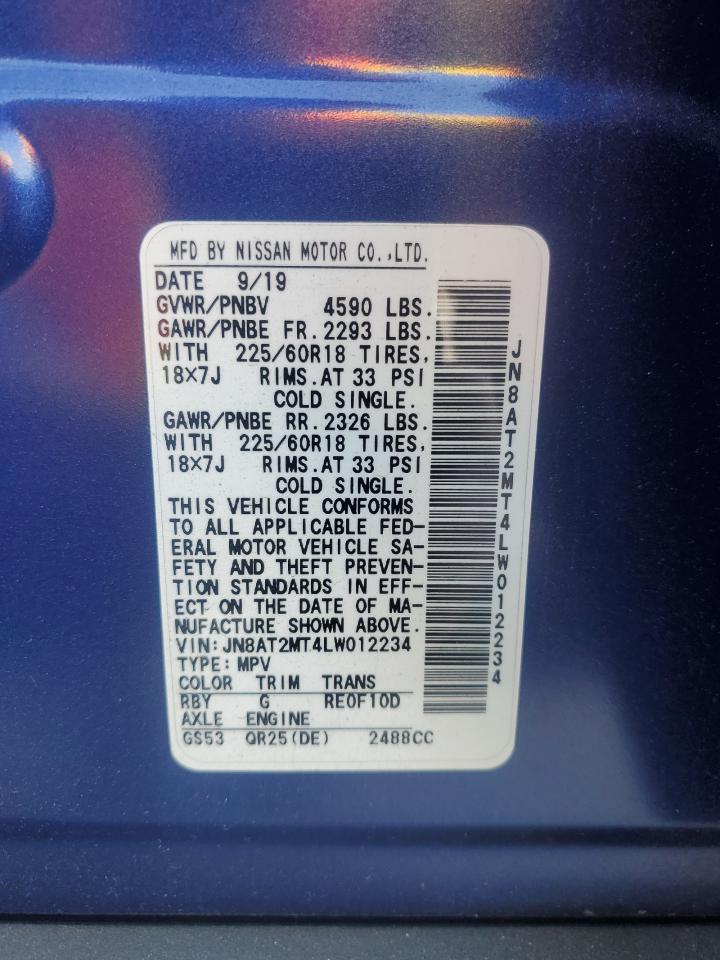 MFD BY NISSAN MOTOR CO.,LTD.
DATE 9/19
GVWR/PNBV 4590 LBS.
GAWR/PNBE FR. 2293 LBS.
WITH 225/60R18 TIRES,
18×7J RIMS. AT 33 PSI
COLD SINGLE.
GAWR/PNBE RR. 2326 LBS.
WITH 225/60R18 TIRES,
18×7J RIMS. AT 33 PSI
COLD SINGLE.
THIS VEHICLE CONFORMS
TO ALL APPLICABLE FED-
ERAL MOTOR VEHICLE SA-
FETY AND THEFT PREVEN-
TION STANDARDS IN EFF-
ECT ON THE DATE OF MA-
NUFACTURE SHOWN ABOVE.
VIN:JN8AT2MT4LW012234
TYPE:MPV
COLOR TRIM TRANS
RBY G RE0F10D
AXLE ENGINE
GS53 QR25(DE) 2488CC
JN8AT2MT4LW012234